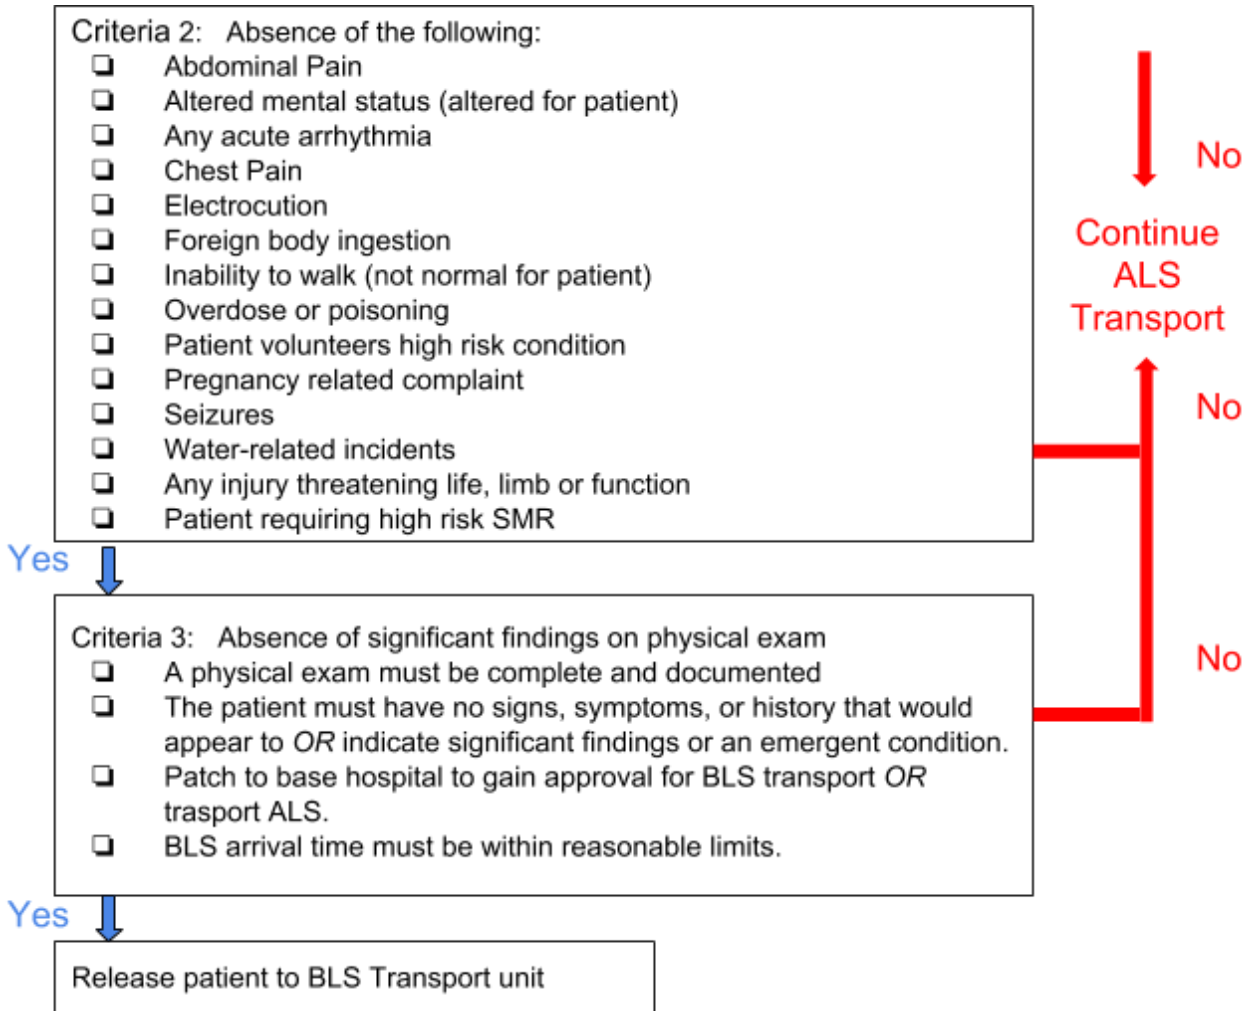 Criteria 2: Absence of the following:
❑ Abdominal Pain
❑ Altered mental status (altered for patient)
❑ Any acute arrhythmia
❑ Chest Pain
❑ Electrocution
❑ Foreign body ingestion
❑ Inability to walk (not normal for patient)
❑ Overdose or poisoning
❑ Patient volunteers high risk condition
❑ Pregnancy related complaint
❑ Seizures
❑ Water-related incidents
❑ Any injury threatening life, limb or function
❑ Patient requiring high risk SMR
No
Continue
ALS
Transport
No
Yes
Criteria 3: Absence of significant findings on physical exam
❑ A physical exam must be complete and documented
❑ The patient must have no signs, symptoms, or history that would
appear to OR indicate significant findings or an emergent condition.
❑ Patch to base hospital to gain approval for BLS transport OR
trasport ALS.
❑ BLS arrival time must be within reasonable limits.
No
Yes
Release patient to BLS Transport unit